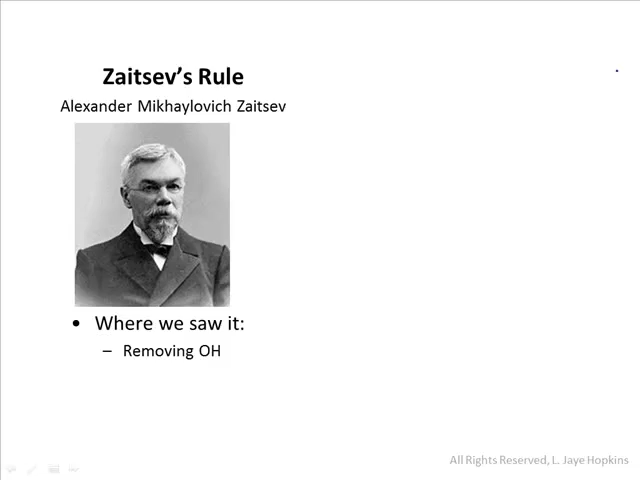 Zaitsev's Rule
Alexander Mikhaylovich Zaitsev
• Where we saw it:
– Removing OH
All Rights Reserved, L. Jaye Hopkins